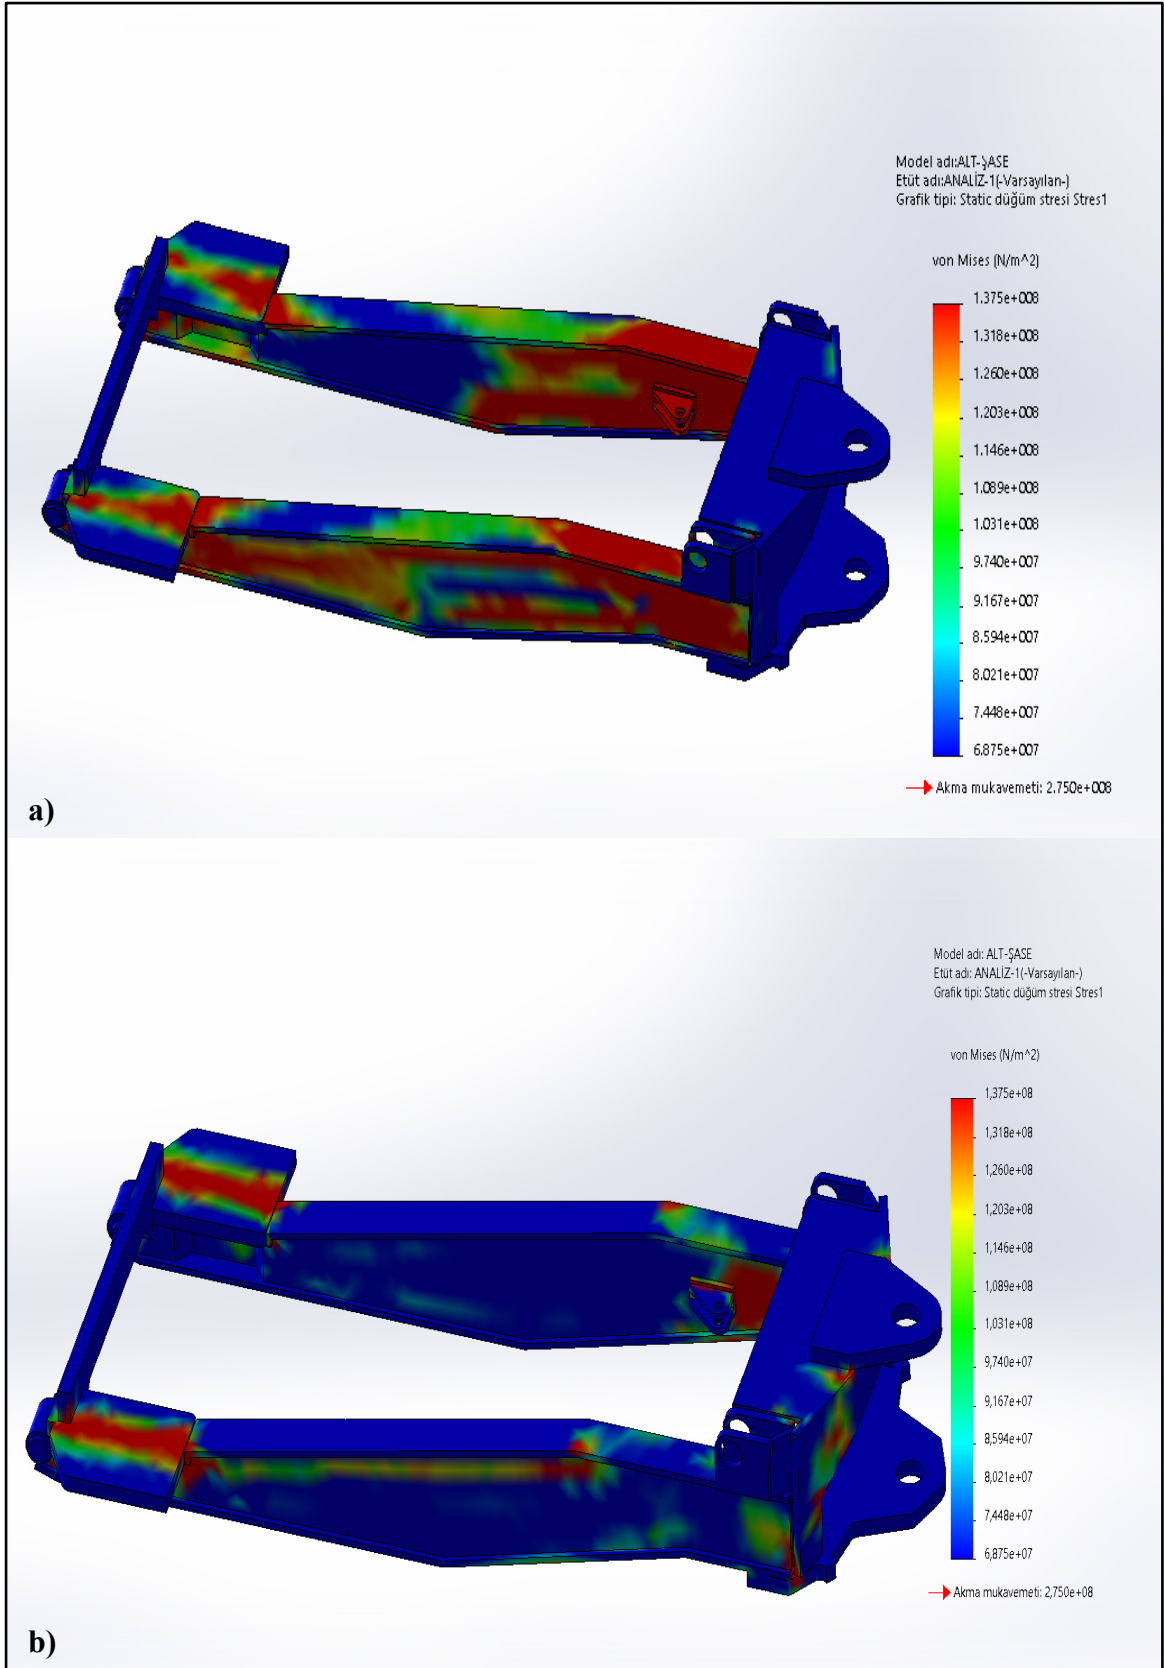 Model adı:ALT-ŞASE
Etüt adı:ANALİZ-1(-Varsayılan-)
Grafik tipi: Static düğüm stresi Stres1
von Mises (N/m^2)
1.375e+008
1.318e+008
1.260e+008
1.203e+008
1.146e+008
1.089e+008
1.031e+008
9.740e+007
9.167e+007
8.594e+007
8.021e+007
7.448e+007
6.875e+007
Akma mukavemeti: 2.750e+008
a)
Model adı: ALT-ŞASE
Etüt adı: ANALİZ-1(-Varsayılan-)
Grafik tipi: Static düğüm stresi Stres1
von Mises (N/m^2)
1,375e+08
1,318e+08
1,260e+08
1,203e+08
1,146e+08
1,089e+08
1,031e+08
9,740e+07
9,167e+07
8,594e+07
8,021e+07
7,448e+07
6,875e+07
Akma mukavemeti: 2,750e+08
b)